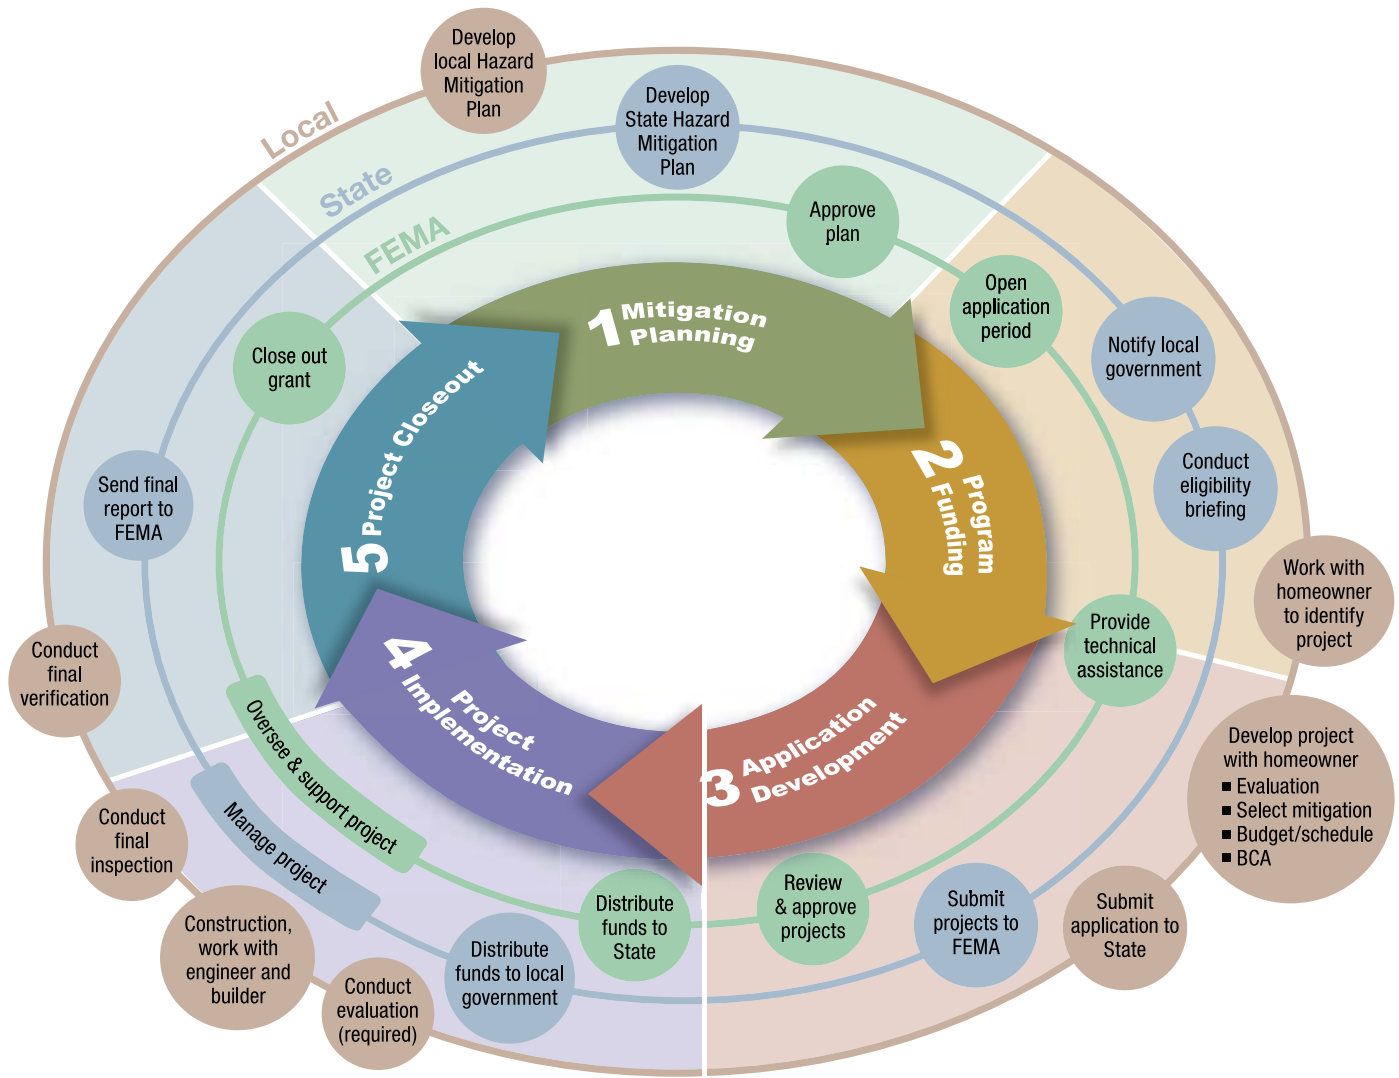 Develop
local Hazard
Mitigation
Plan
Local
State
FEMA
Develop
State Hazard
Mitigation
Plan
Approve
plan
1 Mitigation
Planning
Open
application
period
Notify local
government
Conduct
eligibility
briefing
2 Program
Funding
Work with
homeowner
to identify
project
Provide
technical
assistance
Develop project
with homeowner
▪ Evaluation
▪ Select mitigation
▪ Budget/schedule
▪ BCA
3 Application
Development
Submit
application to
State
Submit
projects to
FEMA
Review
& approve
projects
Distribute
funds to
State
Distribute
funds to local
government
4 Project
Implementation
Oversee & support project
Manage project
Conduct
evaluation
(required)
Construction,
work with
engineer and
builder
Conduct
final
inspection
Conduct
final
verification
5 Project Closeout
Send final
report to
FEMA
Close out
grant